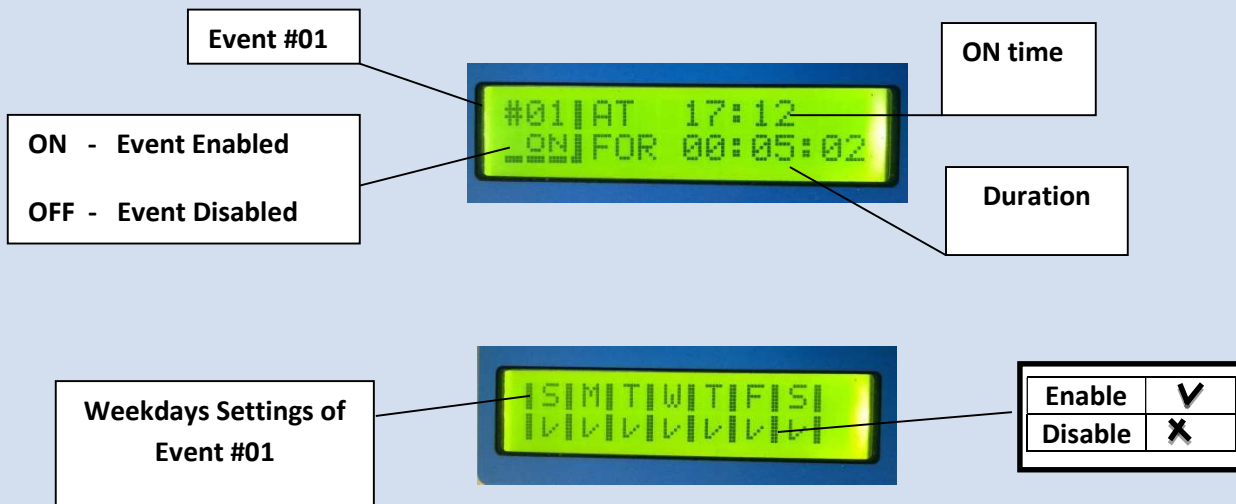 Event #01
ON time
#01 AT 17:12
ON FOR 00:05:02
ON - Event Enabled
OFF - Event Disabled
Duration
Weekdays Settings of
Event #01
|S|M|T|W|T|F|S|
|✓|✓|✓|✓|✓|✓|✓|
Enable ✓
Disable ✗